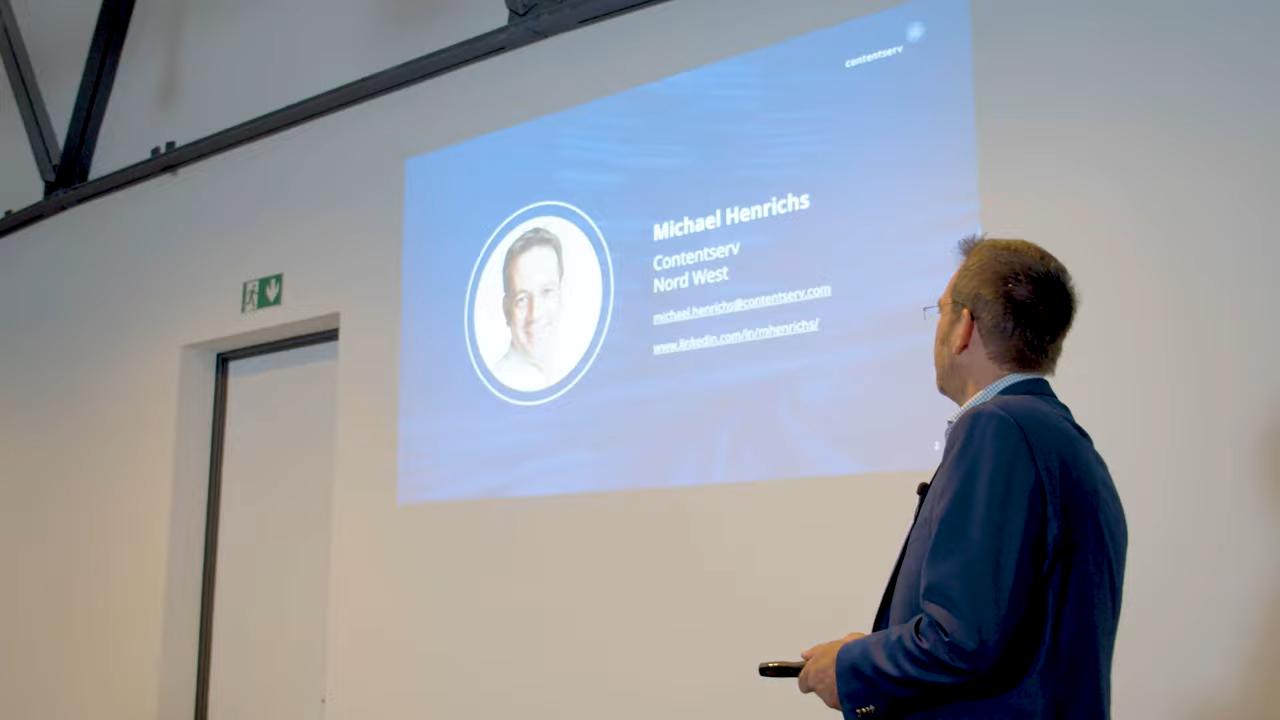 contentserv
Michael Henrichs
Contentserv
Nord West
michael.henrichs@contentserv.com
www.linkedin.com/in/mhenrichs/